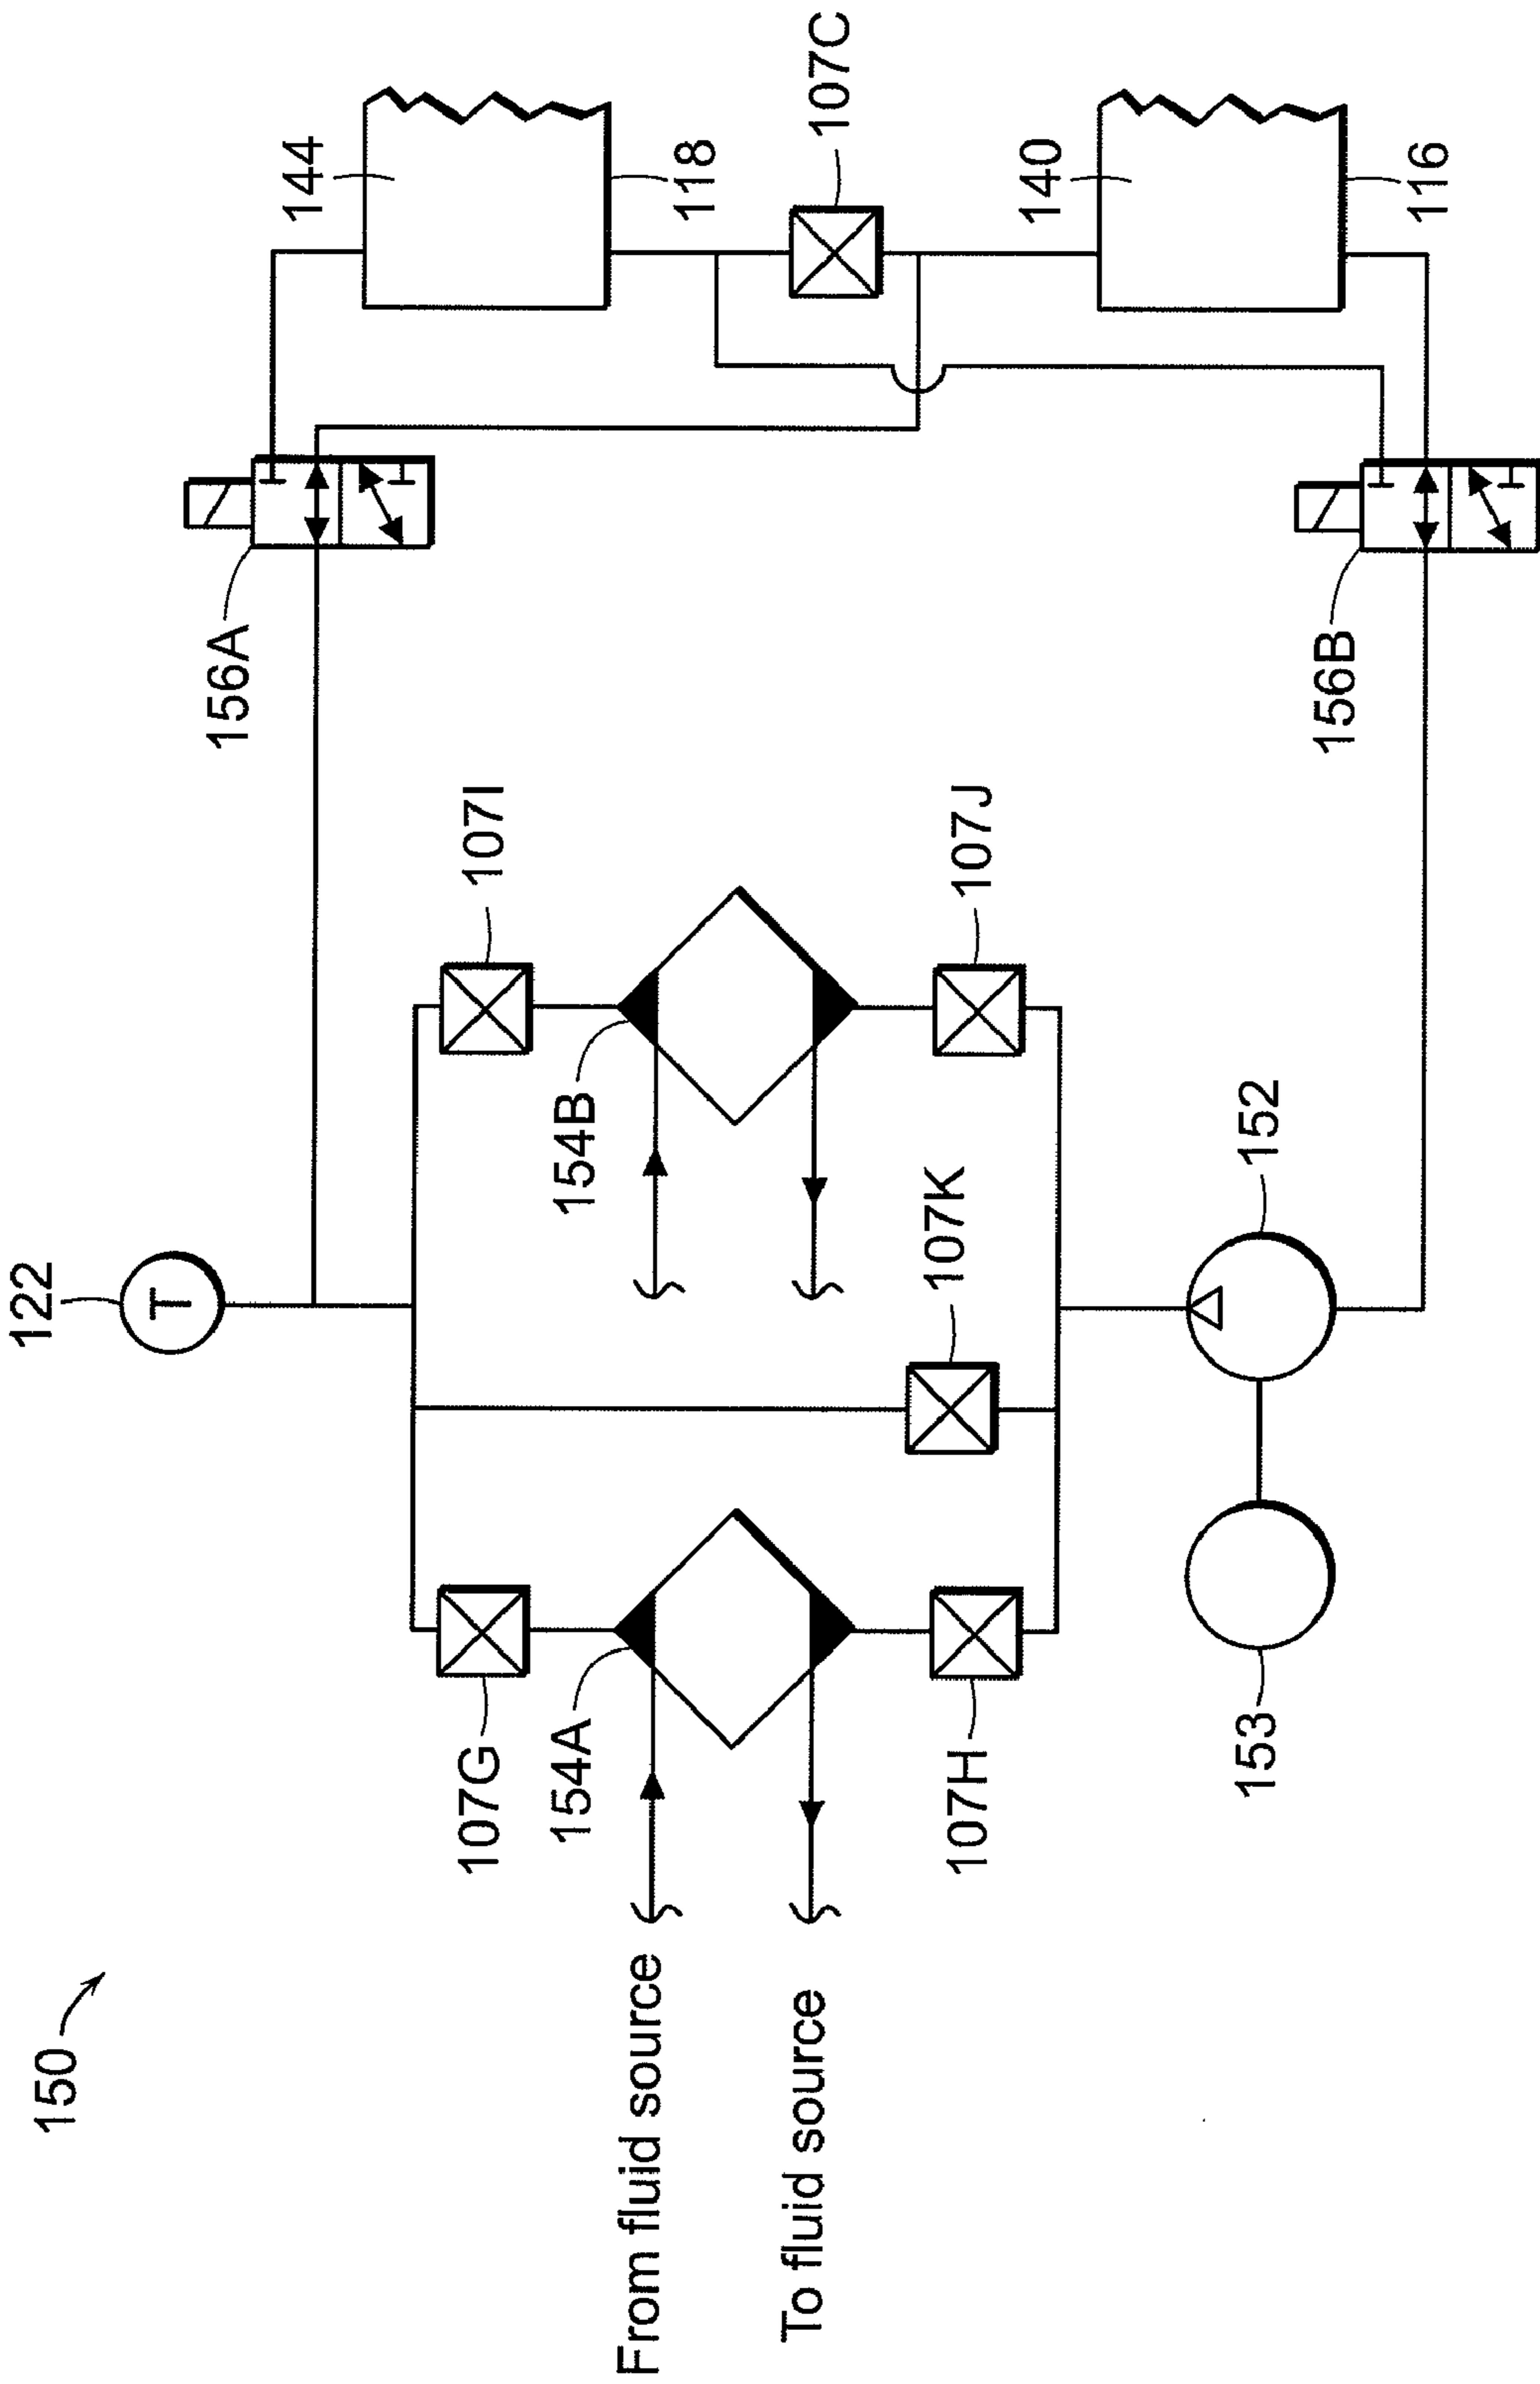 150
122
T
156A
144
118
107C
140
116
156B
107I
107J
154B
107K
152
107G
154A
107H
153
From fluid source
To fluid source